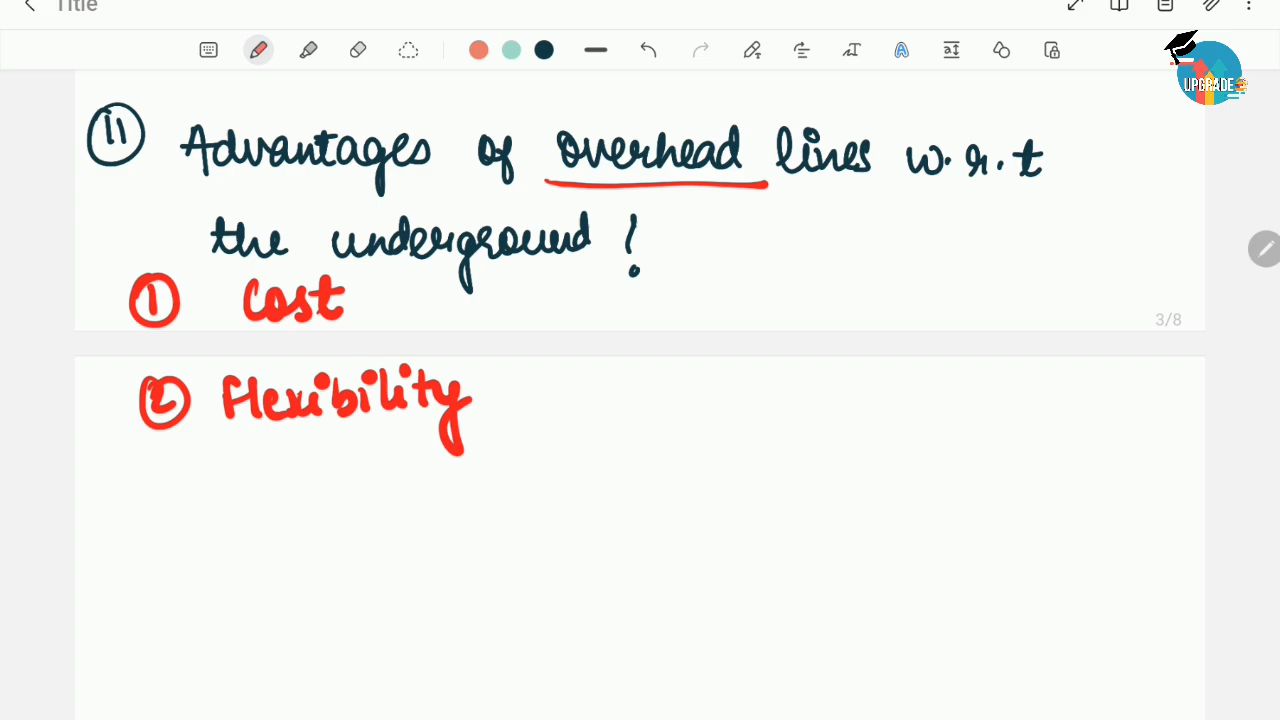 Title
UPGRADE
11 Advantages of overhead lines w.r.t
the underground !
1 Cost
3/8
2 Flexibility